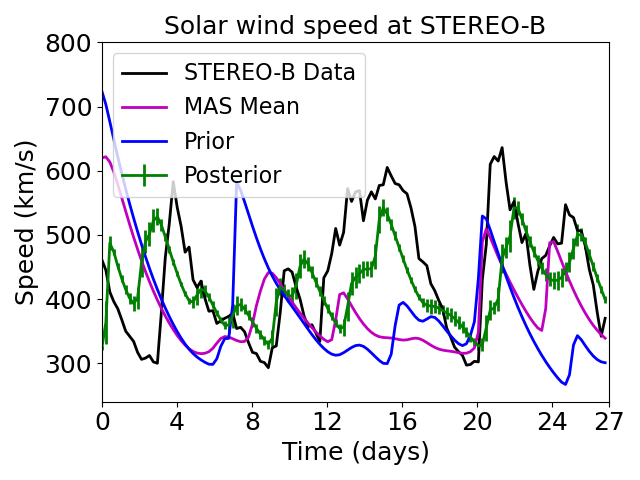 Solar wind speed at STEREO-B
800
700
600
500
400
300
Speed (km/s)
STEREO-B Data
MAS Mean
Prior
Posterior
0 4 8 12 16 20 24 27
Time (days)